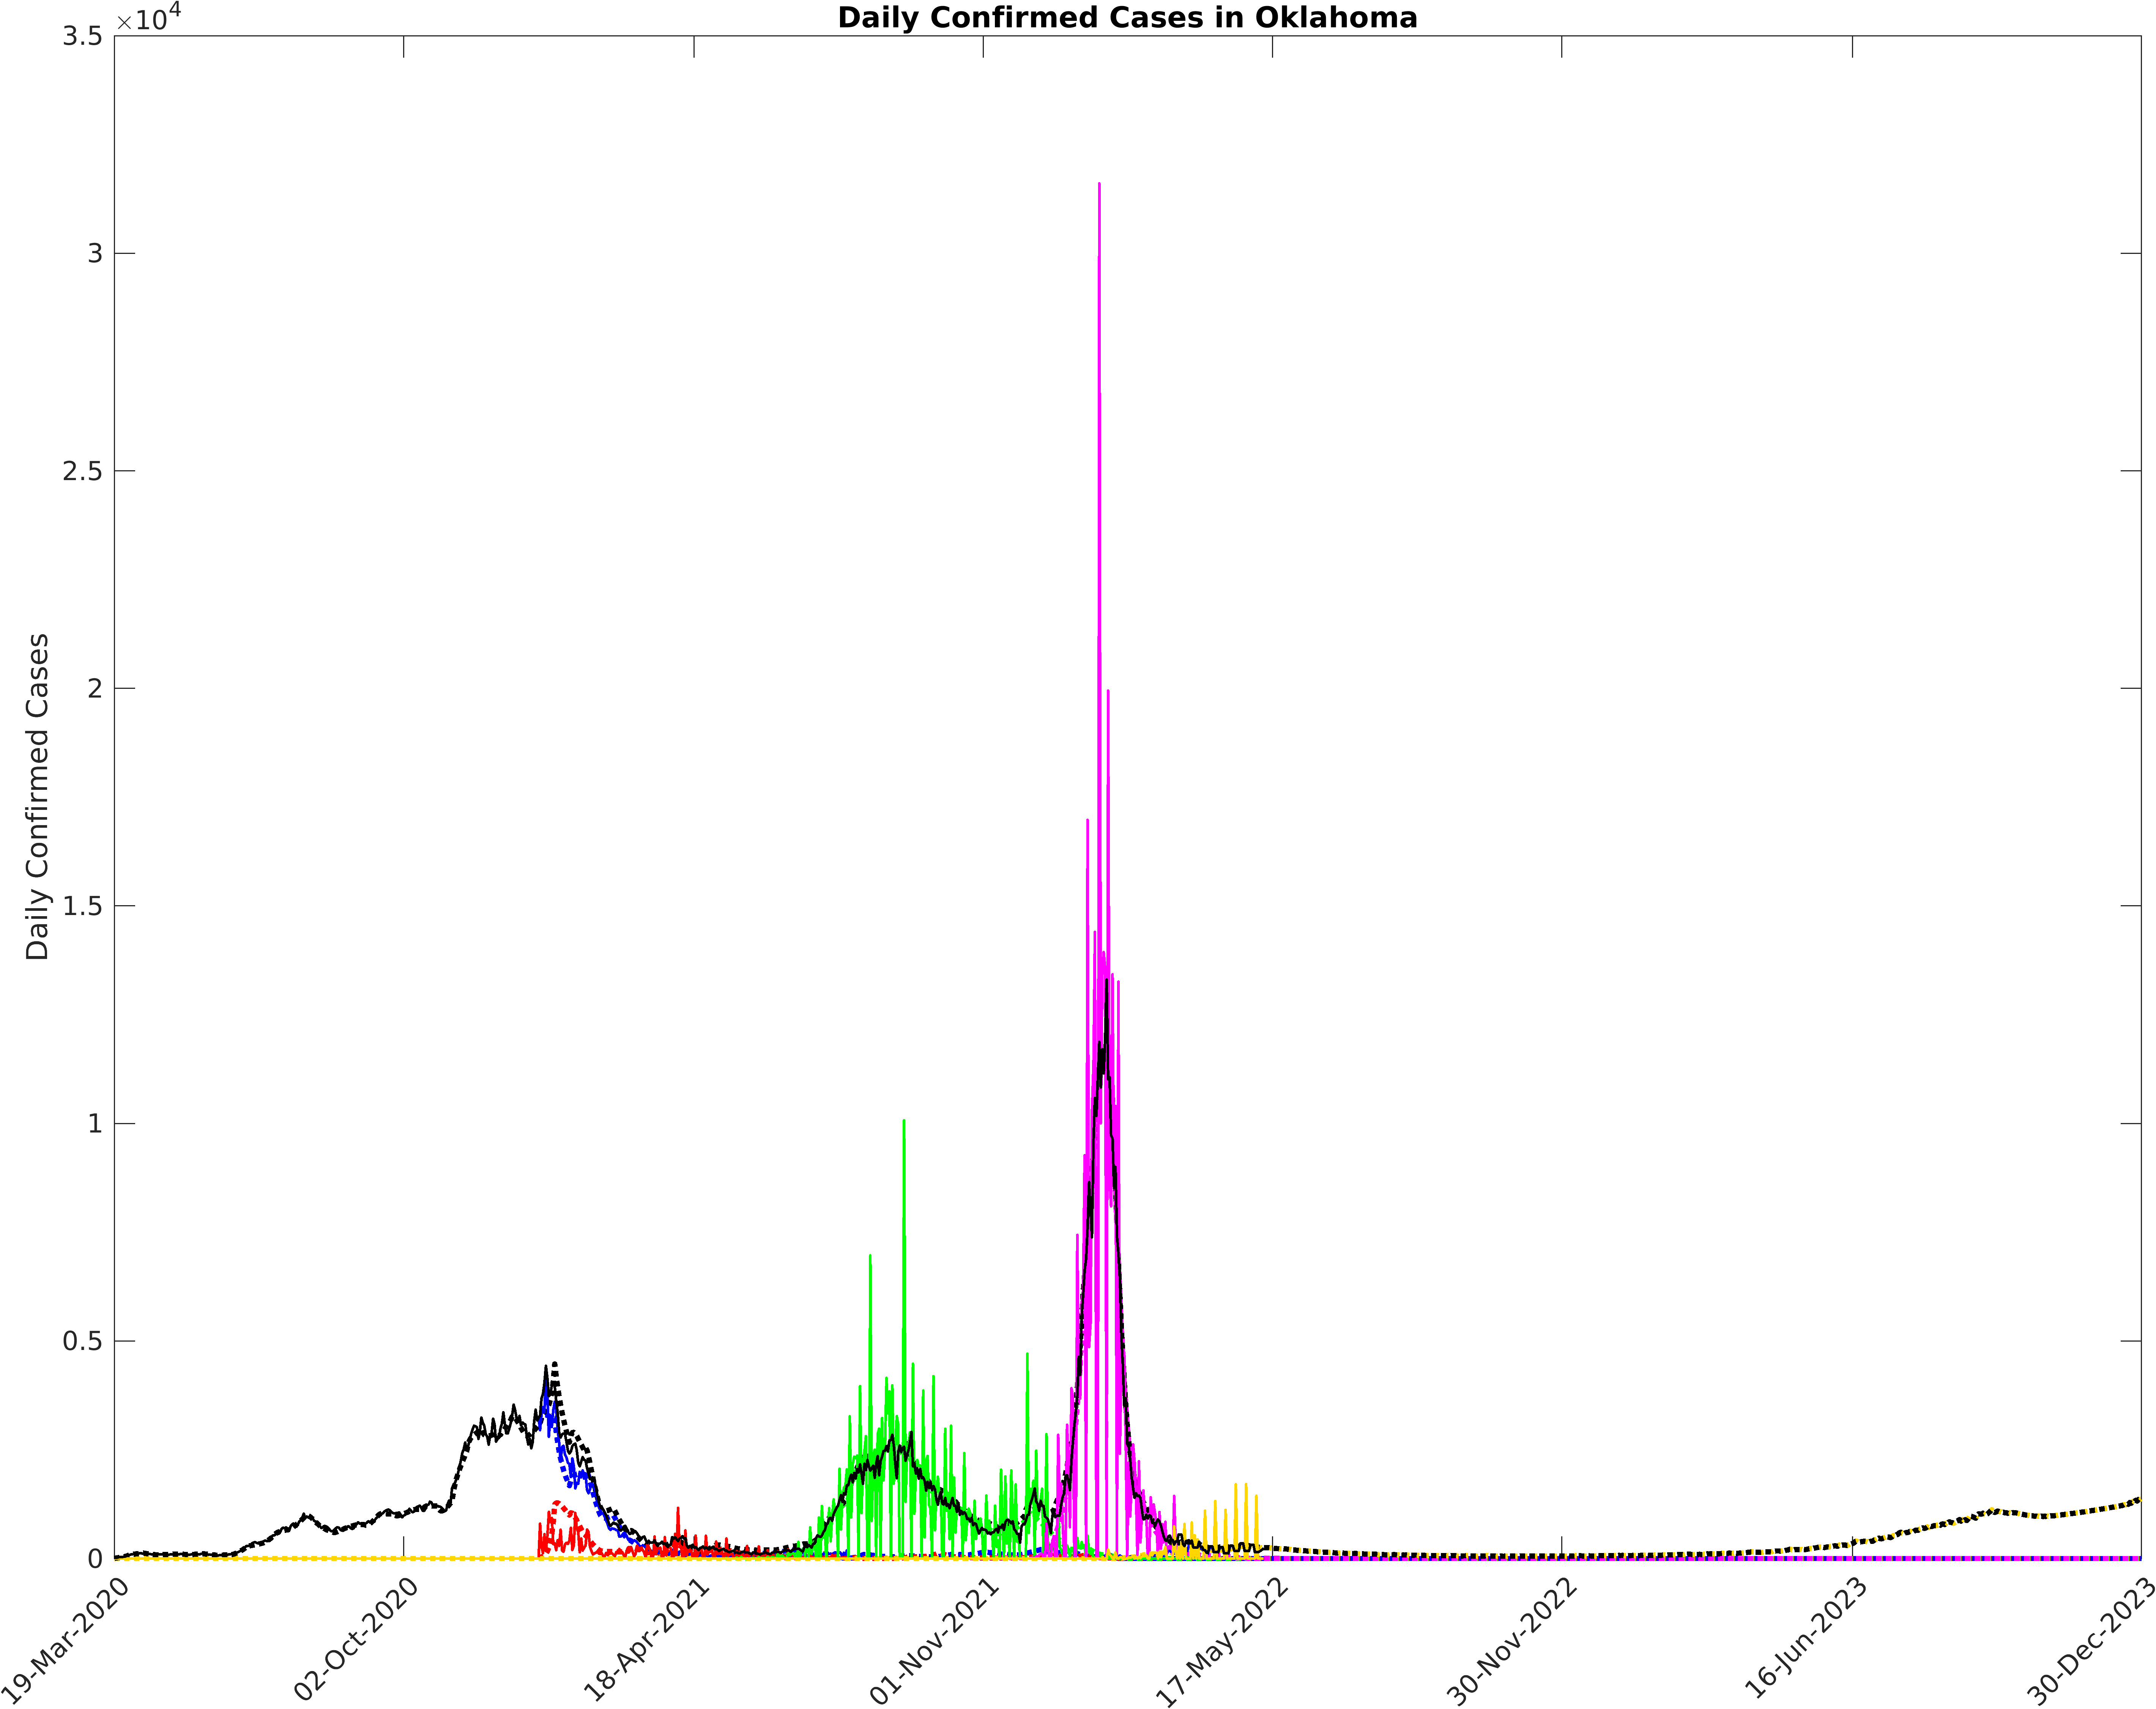 Daily Confirmed Cases in Oklahoma
×10⁴
3.5
3
2.5
2
1.5
1
0.5
0
Daily Confirmed Cases
19-Mar-2020
02-Oct-2020
18-Apr-2021
01-Nov-2021
17-May-2022
30-Nov-2022
16-Jun-2023
30-Dec-2023